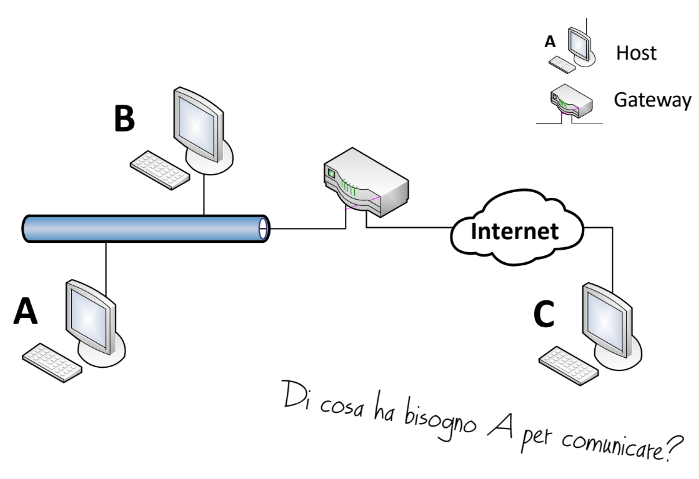 A
Host
Gateway
B
Internet
A
C
Di cosa ha bisogno A per comunicare?